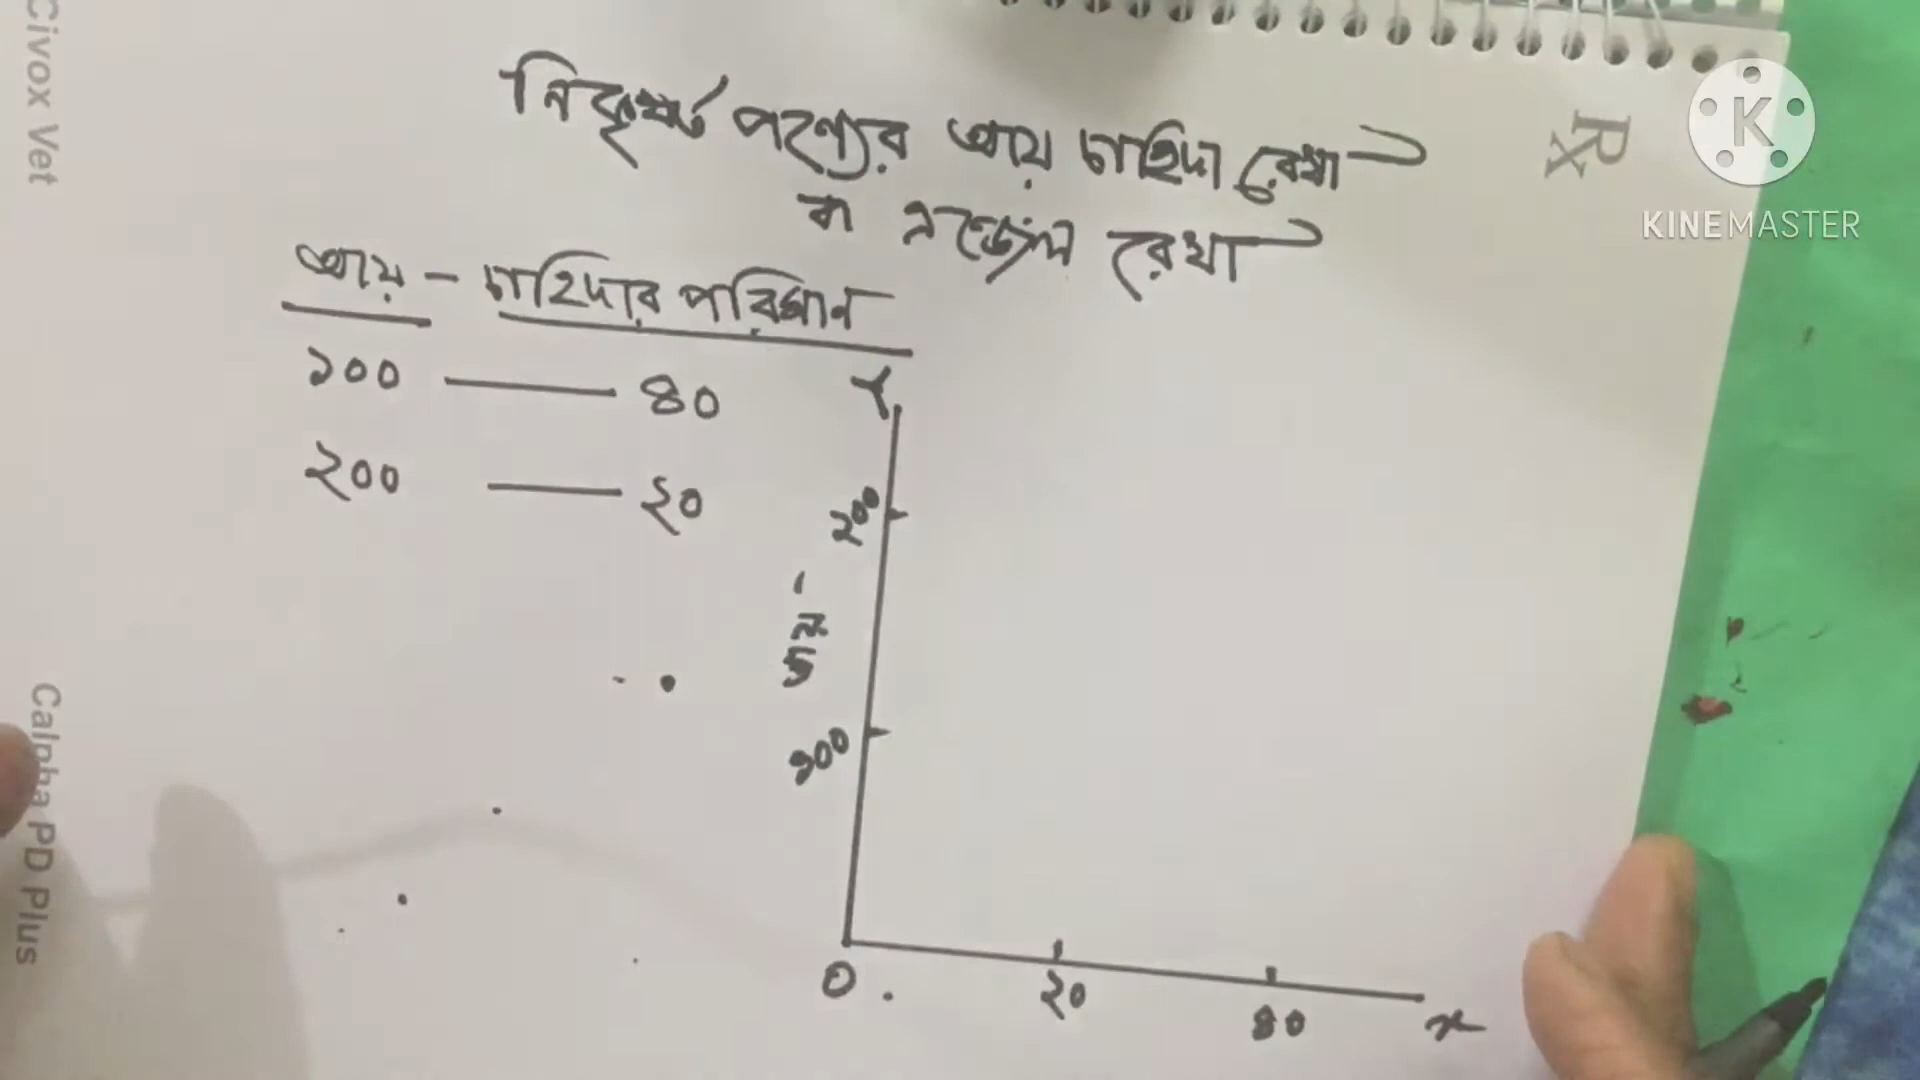 নিকৃষ্ট পণ্যের আয় চাহিদা রেখা
বা এঙ্গেল রেখা
আয় - চাহিদার পরিমান
১০০ — ৪০
২০০ — ২০
Y
২০০
১০০
O
২০
৪০
x
Civox Vet
Calpha PD Plus
Rx
K
KINEMASTER